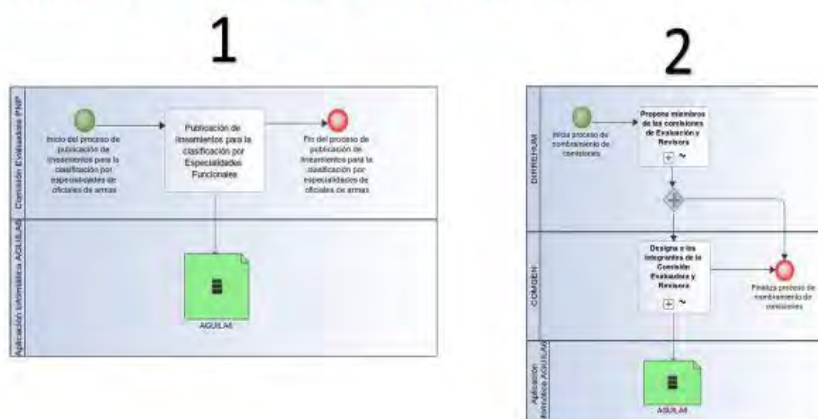 1
Comisión Evaluadora PNP
Inicio del proceso de
publicación de
lineamientos para la
clasificación por
especialidades de
oficiales de armas
Publicación de
lineamientos para la
clasificación por
Especialidades
Funcionales
Fin del proceso de
publicación de
lineamientos para la
clasificación por
especialidades de
oficiales de armas
Aplicación Informática AGUILA6
AGUILA6
2
DIRREHUM
Inicia proceso de
nombramiento de
comisiones
Propone miembros
de las comisiones
de Evaluación y
Revisora
COMGEN
Designa a los
integrantes de la
Comisión
Evaluadora y
Revisora
Finaliza proceso de
nombramiento de
comisiones
Aplicación
Informática AGUILA6
AGUILA6